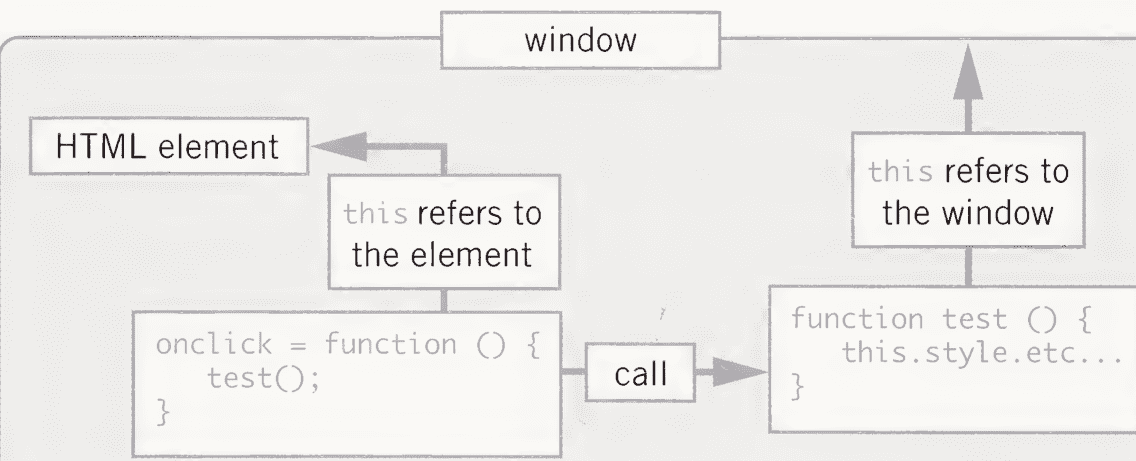 window
HTML element
this refers to
the element
this refers to
the window
onclick = function () {
test();
}
call
function test () {
this.style.etc...
}